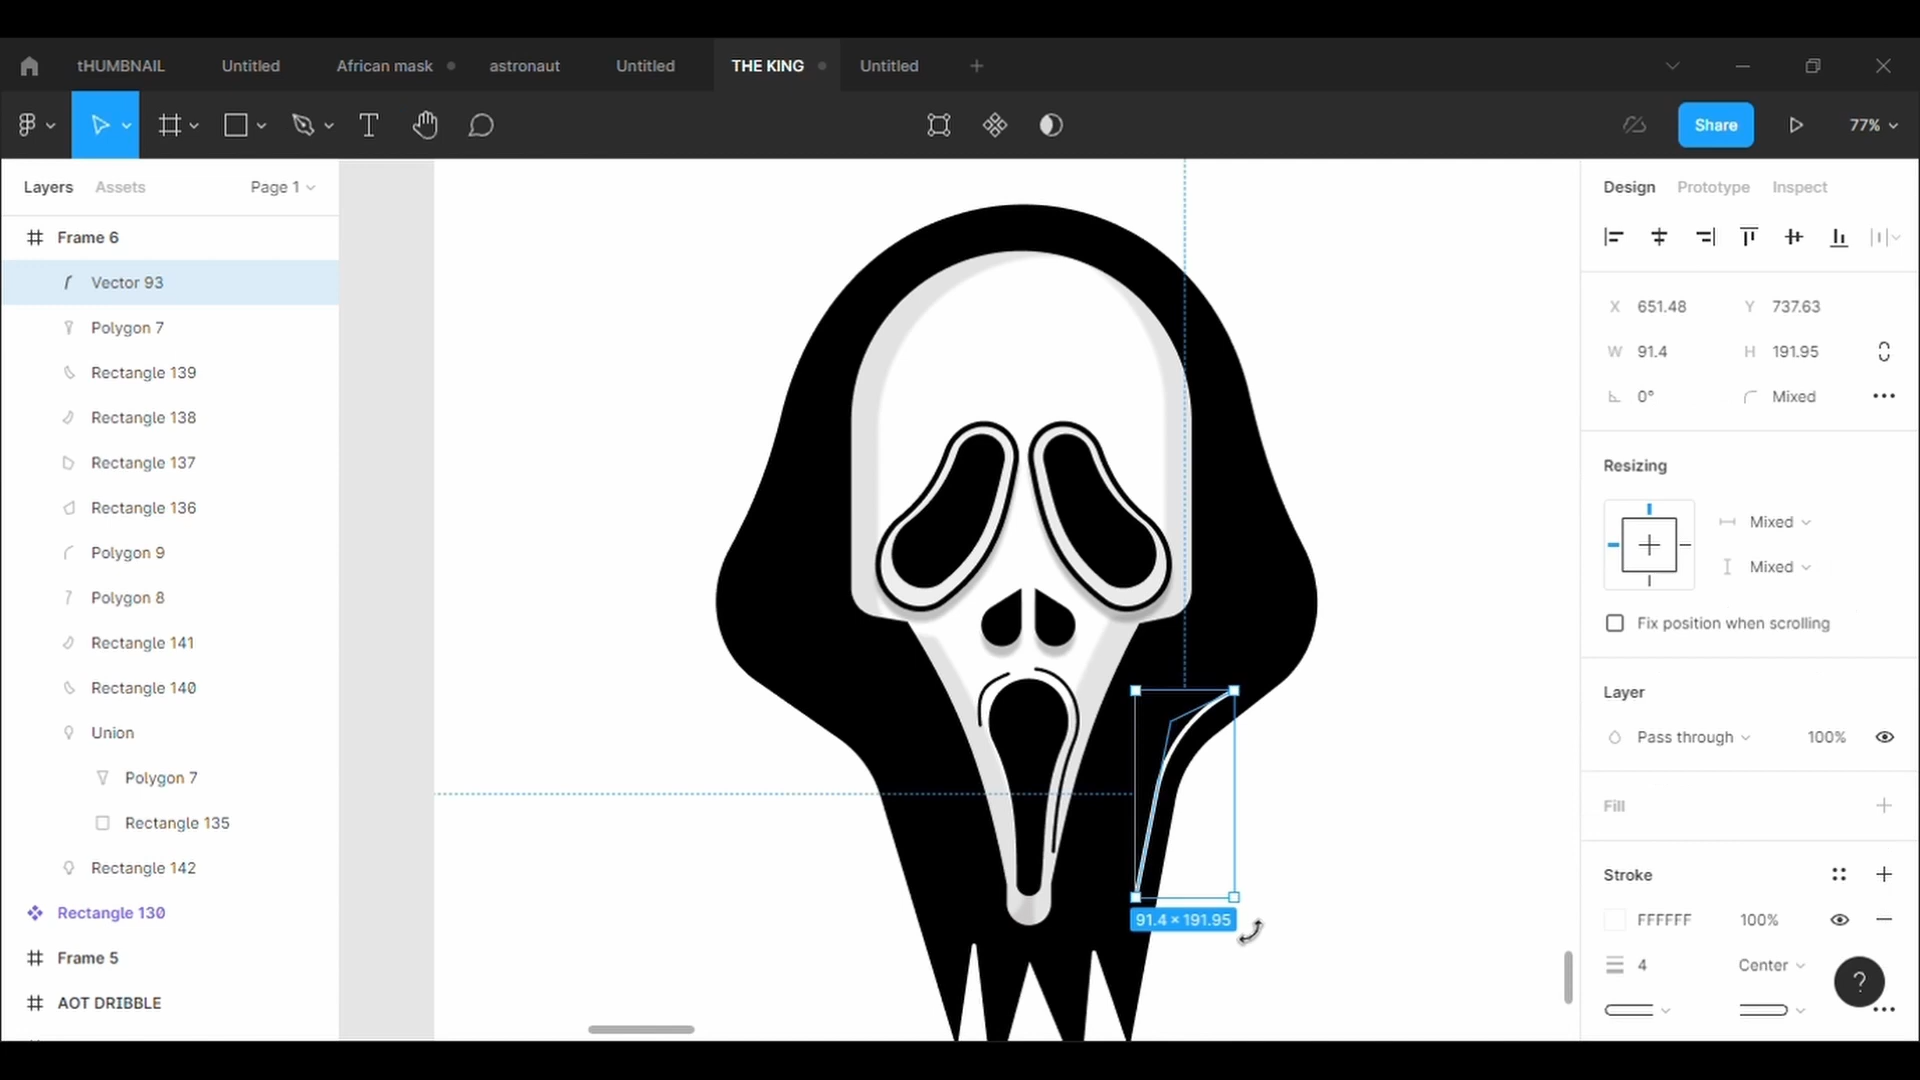 tHUMBNAIL Untitled African mask astronaut Untitled THE KING Untitled
Share 77%
Layers Assets Page 1
Frame 6
Vector 93
Polygon 7
Rectangle 139
Rectangle 138
Rectangle 137
Rectangle 136
Polygon 9
Polygon 8
Rectangle 141
Rectangle 140
Union
Polygon 7
Rectangle 135
Rectangle 142
Rectangle 130
Frame 5
AOT DRIBBLE
91.4 × 191.95
Design Prototype Inspect
X 651.48 Y 737.63
W 91.4 H 191.95
0° Mixed
Resizing
Mixed
Mixed
Fix position when scrolling
Layer
Pass through 100%
Fill
Stroke
FFFFFF 100%
4 Center
?